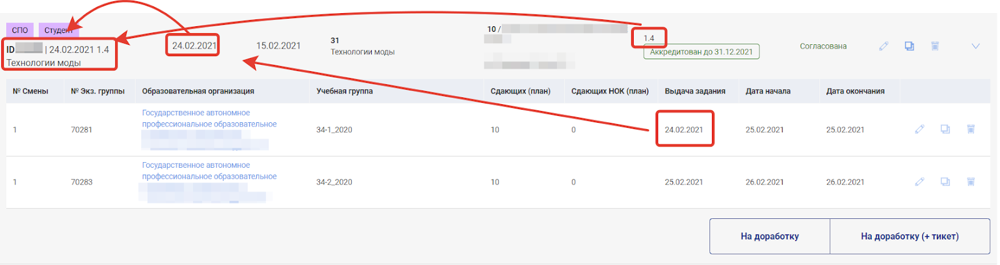 СПО Студент
ID | 24.02.2021 1.4
Технологии моды
24.02.2021
15.02.2021
31
Технологии моды
10 /
1.4
Аккредитован до 31.12.2021
Согласована
№ Смены № Экз. группы Образовательная организация Учебная группа Сдающих (план) Сдающих НОК (план) Выдача задания Дата начала Дата окончания
Государственное автономное
профессиональное образовательное
1 70281 34-1_2020 10 0 24.02.2021 25.02.2021 25.02.2021
Государственное автономное
профессиональное образовательное
1 70283 34-2_2020 10 0 25.02.2021 26.02.2021 26.02.2021
На доработку На доработку (+ тикет)